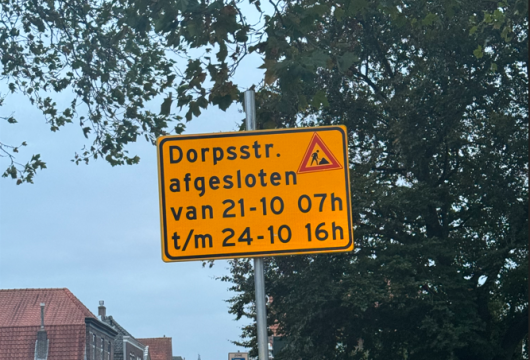 Dorpsstr.
afgesloten
van 21-10 07h
t/m 24-10 16h